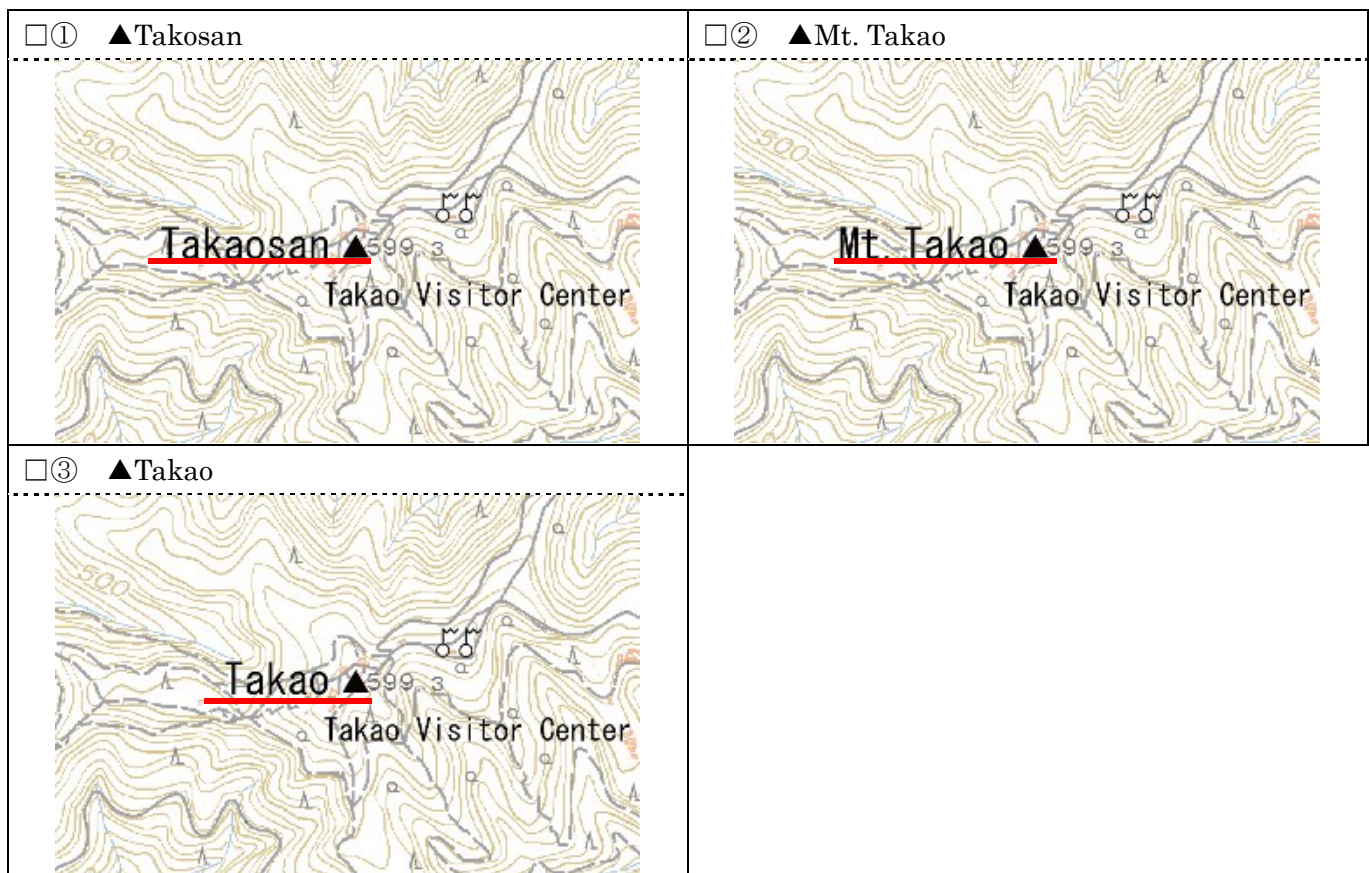 □① ▲Takosan
500
Takaosan ▲599.3
Takao Visitor Center
□② ▲Mt. Takao
500
Mt. Takao ▲599.3
Takao Visitor Center
□③ ▲Takao
500
Takao ▲599.3
Takao Visitor Center